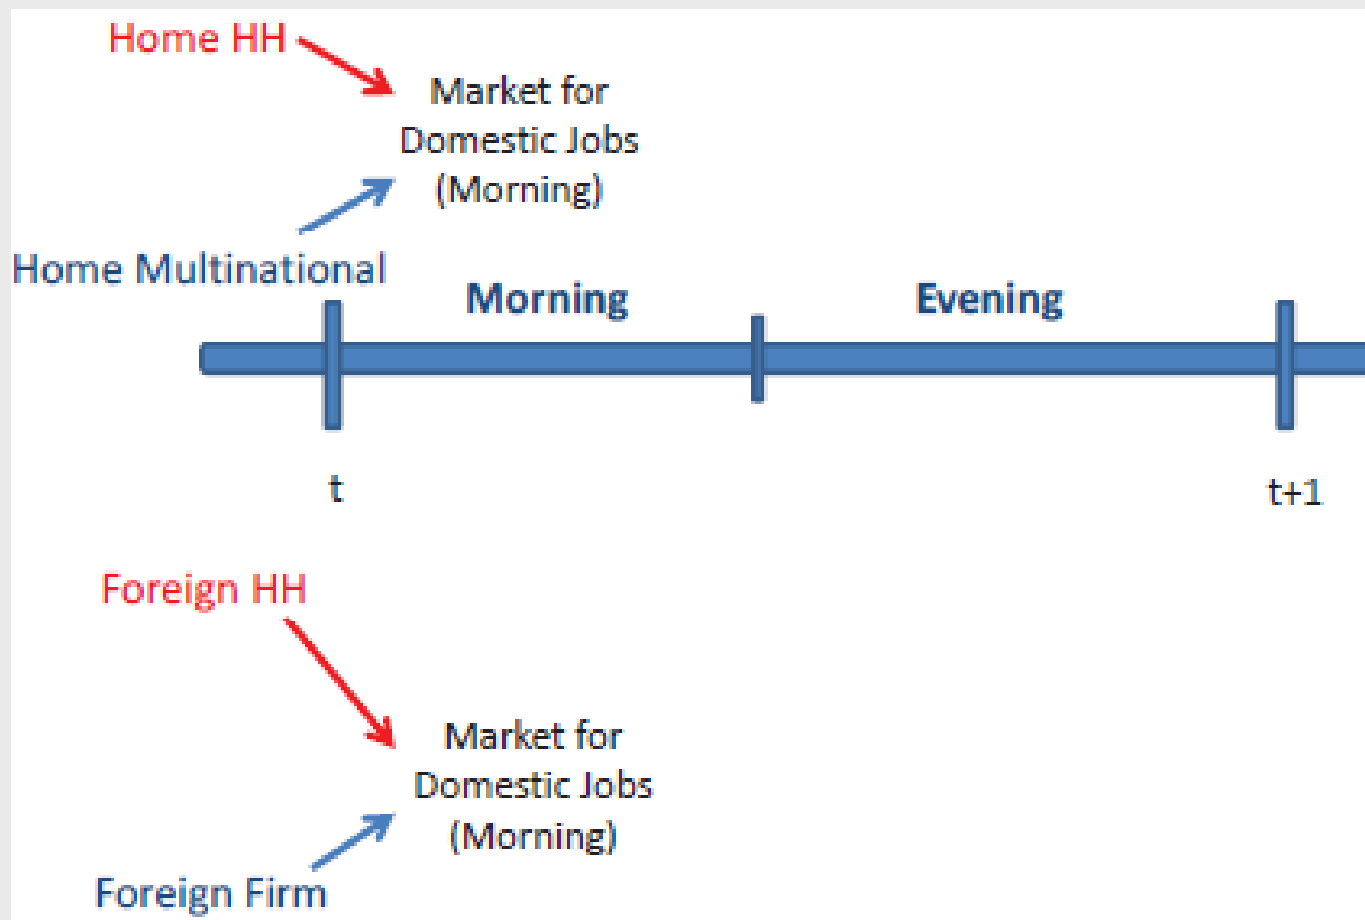 Home HH
Market for
Domestic Jobs
(Morning)
Home Multinational
Morning
Evening
t
t+1
Foreign HH
Market for
Domestic Jobs
(Morning)
Foreign Firm